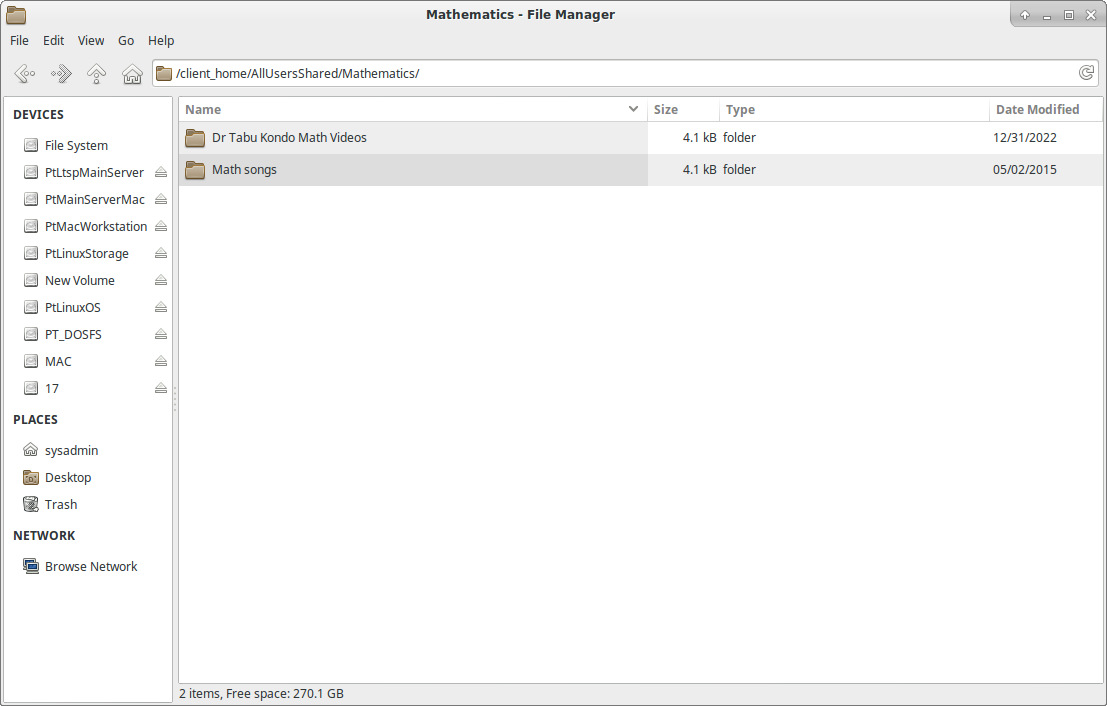 Mathematics - File Manager
File Edit View Go Help
/client_home/AllUsersShared/Mathematics/
DEVICES
File System
PtLtspMainServer
PtMainServerMac
PtMacWorkstation
PtLinuxStorage
New Volume
PtLinuxOS
PT_DOSFS
MAC
17
PLACES
sysadmin
Desktop
Trash
NETWORK
Browse Network
Name Size Type Date Modified
Dr Tabu Kondo Math Videos 4.1 kB folder 12/31/2022
Math songs 4.1 kB folder 05/02/2015
2 items, Free space: 270.1 GB